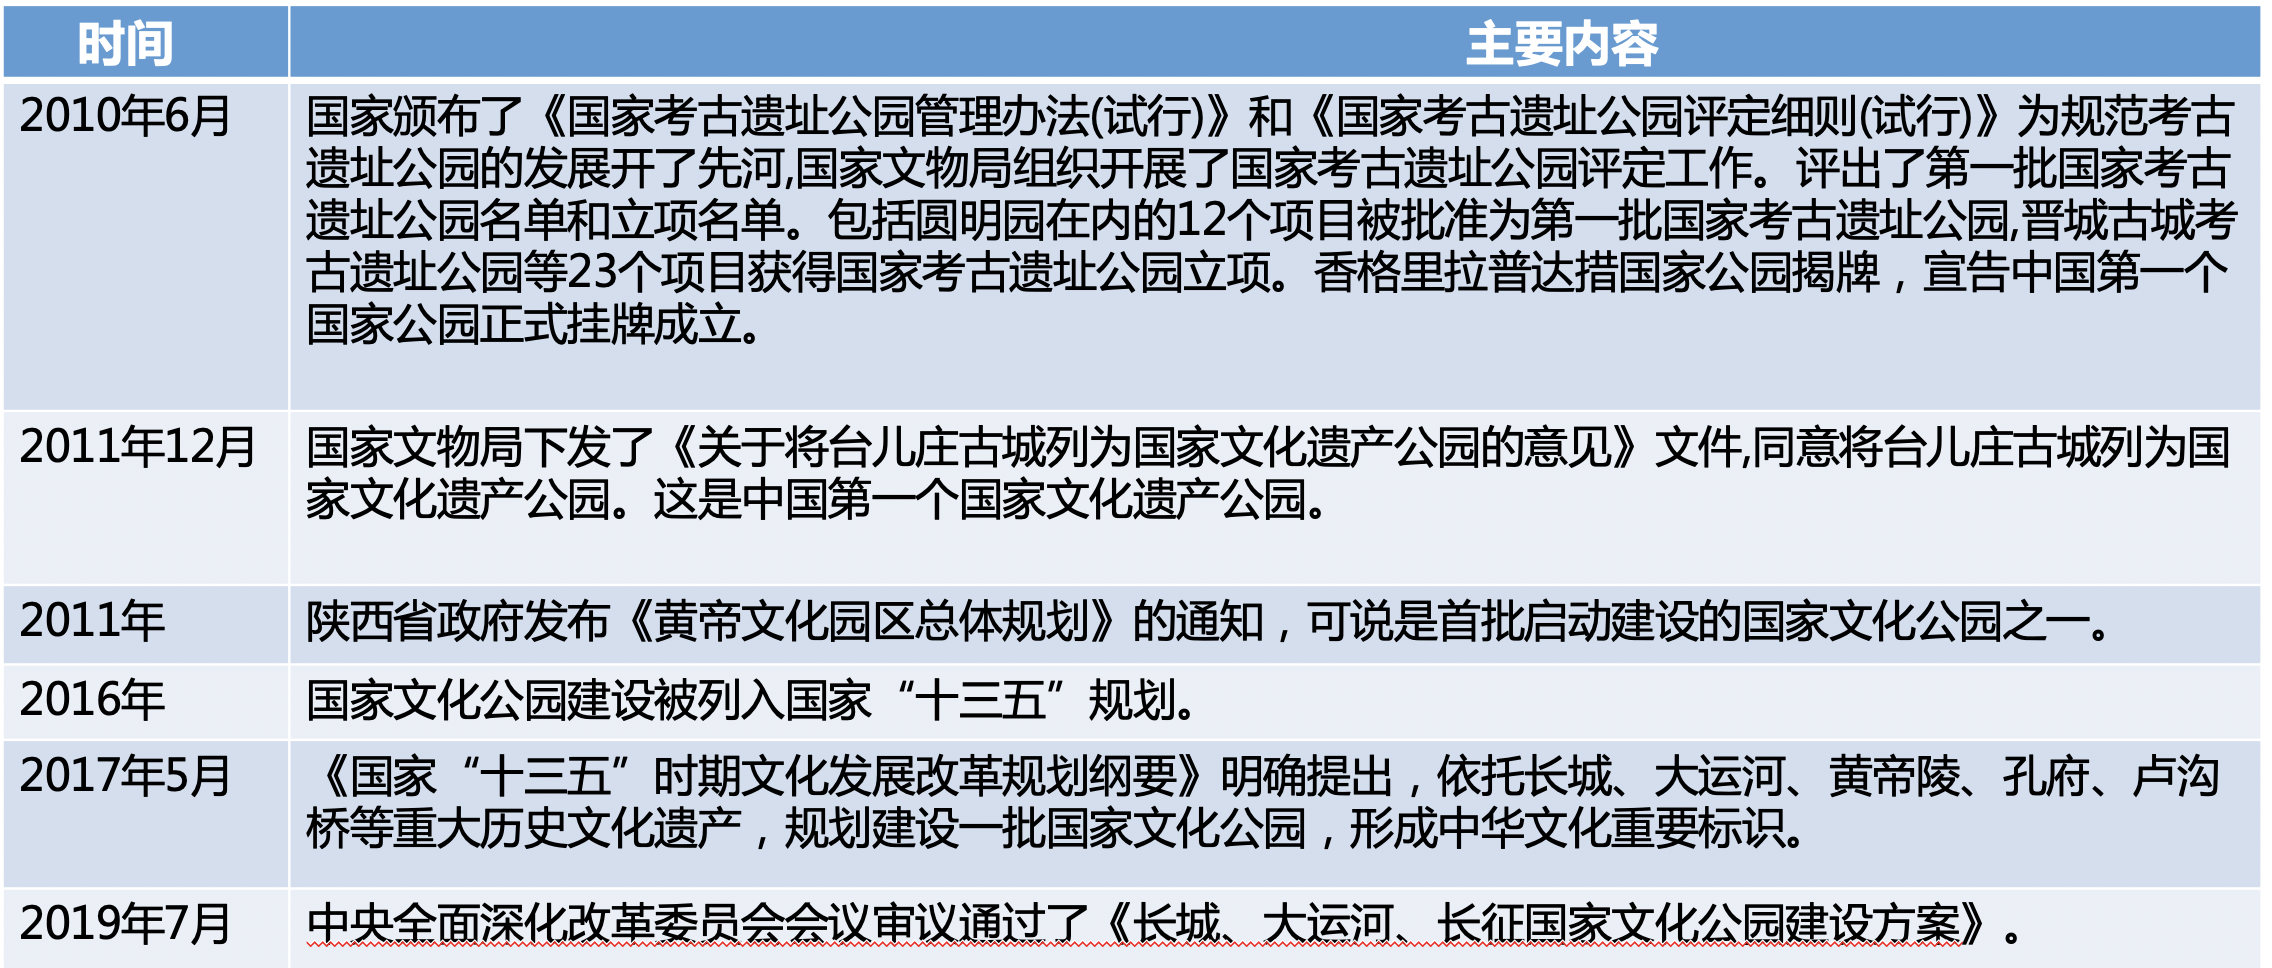 时间
主要内容
2010年6月
国家颁布了《国家考古遗址公园管理办法(试行)》和《国家考古遗址公园评定细则(试行)》为规范考古
遗址公园的发展开了先河,国家文物局组织开展了国家考古遗址公园评定工作。评出了第一批国家考古
遗址公园名单和立项名单。包括圆明园在内的12个项目被批准为第一批国家考古遗址公园,晋城古城考
古遗址公园等23个项目获得国家考古遗址公园立项。香格里拉普达措国家公园揭牌，宣告中国第一个
国家公园正式挂牌成立。
2011年12月
国家文物局下发了《关于将台儿庄古城列为国家文化遗产公园的意见》文件,同意将台儿庄古城列为国
家文化遗产公园。这是中国第一个国家文化遗产公园。
2011年
陕西省政府发布《黄帝文化园区总体规划》的通知，可说是首批启动建设的国家文化公园之一。
2016年
国家文化公园建设被列入国家“十三五”规划。
2017年5月
《国家“十三五”时期文化发展改革规划纲要》明确提出，依托长城、大运河、黄帝陵、孔府、卢沟
桥等重大历史文化遗产，规划建设一批国家文化公园，形成中华文化重要标识。
2019年7月
中央全面深化改革委员会会议审议通过了《长城、大运河、长征国家文化公园建设方案》。